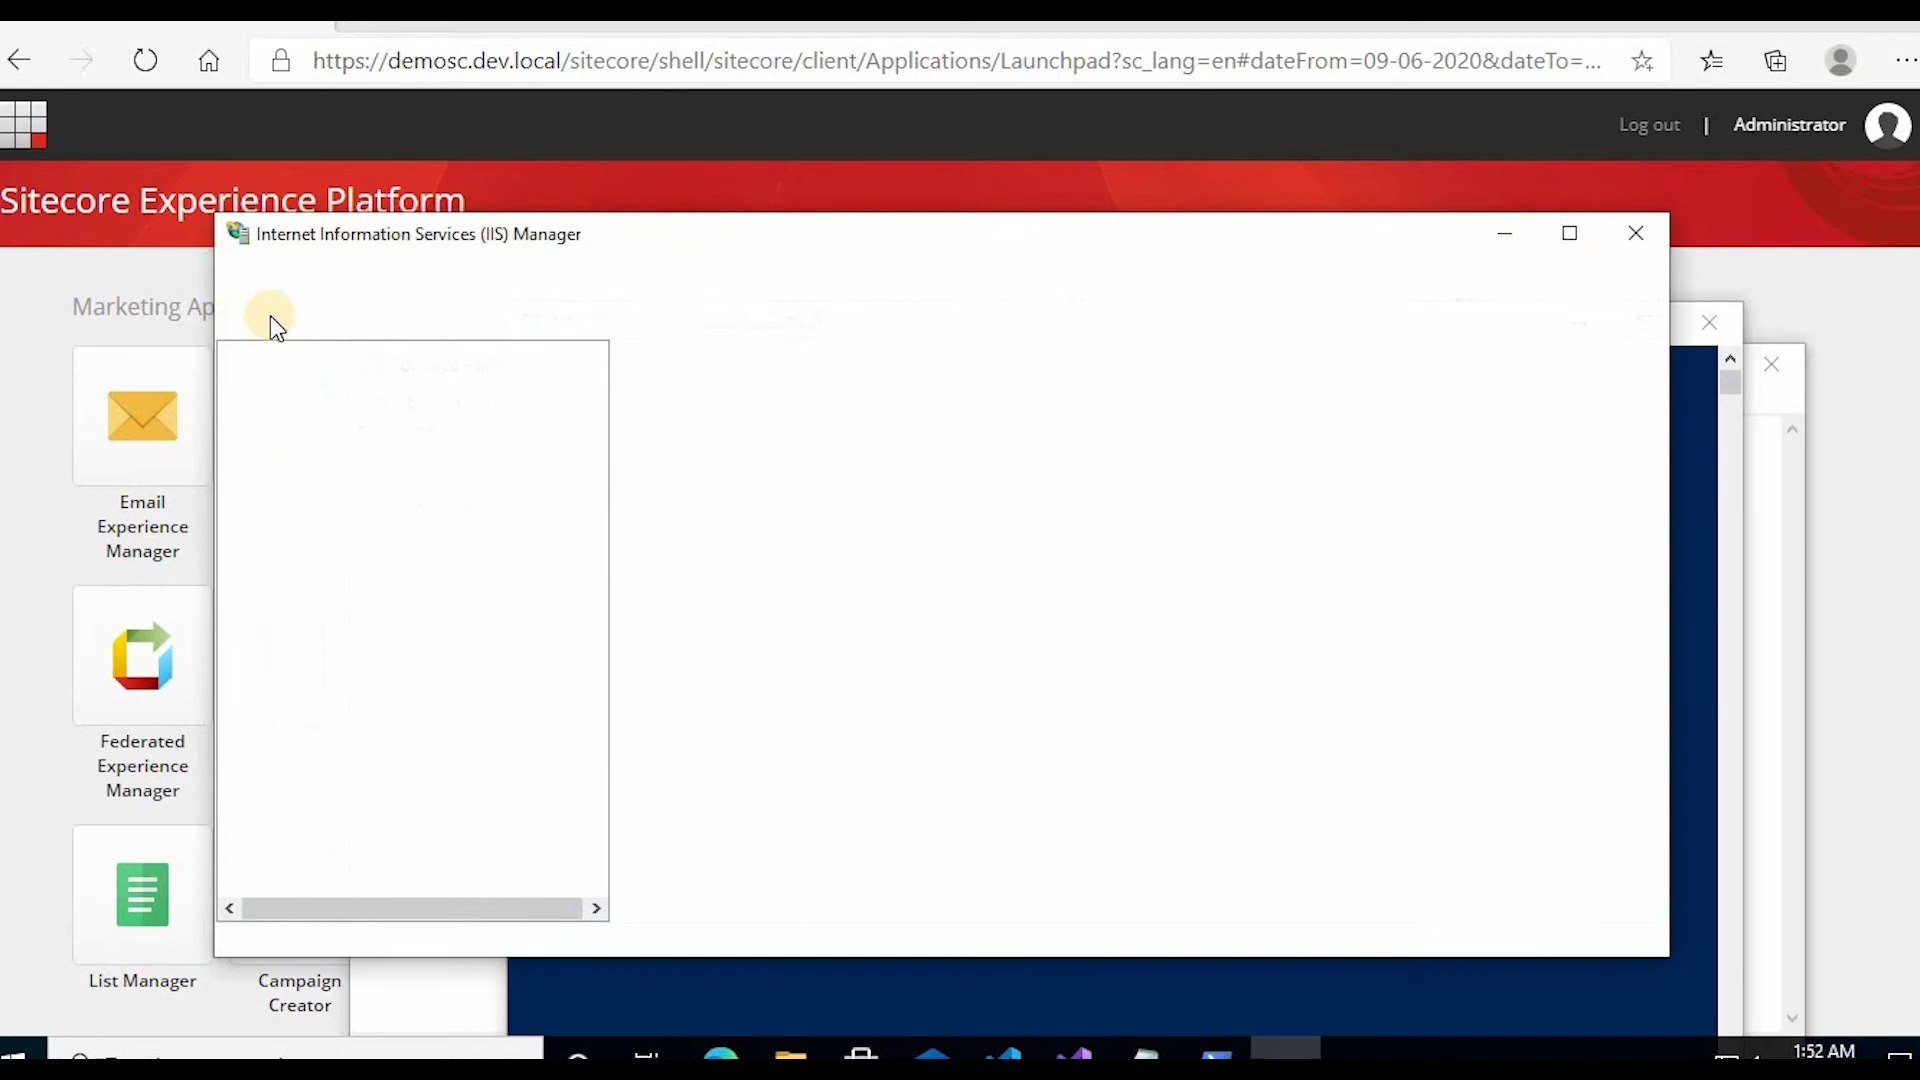 https://demosc.dev.local/sitecore/shell/sitecore/client/Applications/Launchpad?sc_lang=en#dateFrom=09-06-2020&dateTo=...
Log out | Administrator
Sitecore Experience Platform
Internet Information Services (IIS) Manager
Marketing Ap
Email
Experience
Manager
Federated
Experience
Manager
List Manager
Campaign
Creator
1:52 AM